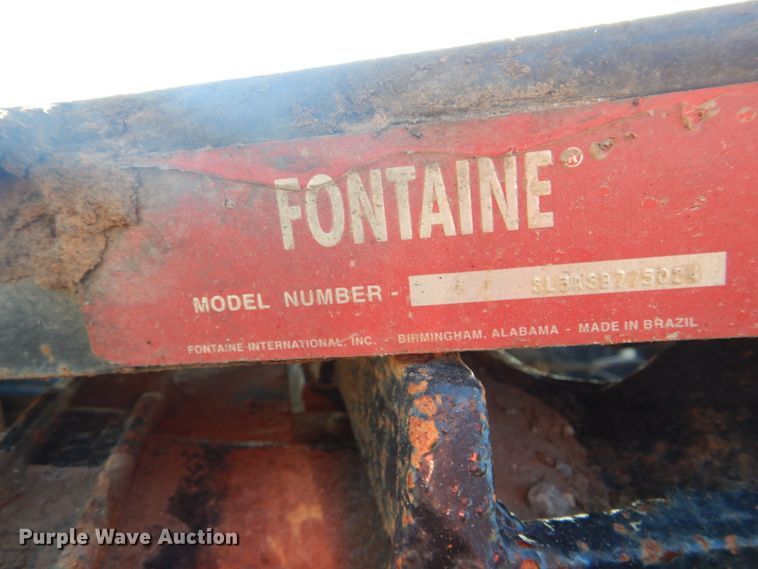 FONTAINE®
MODEL NUMBER -
FONTAINE INTERNATIONAL, INC. BIRMINGHAM, ALABAMA - MADE IN BRAZIL
Purple Wave Auction®